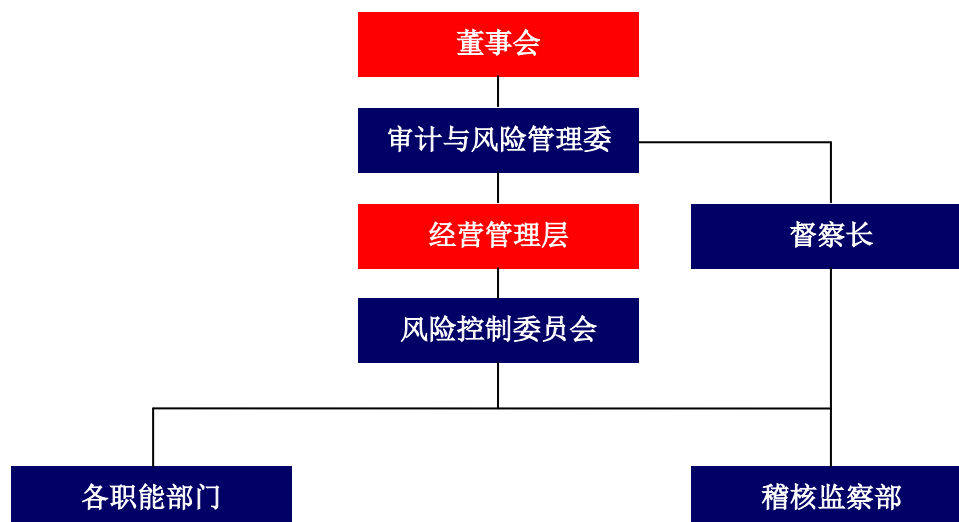 董事会
审计与风险管理委
经营管理层
督察长
风险控制委员会
各职能部门
稽核监察部